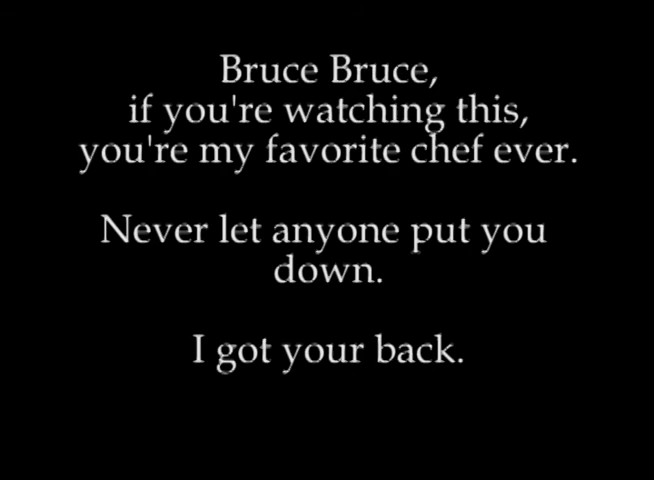 Bruce Bruce,
if you're watching this,
you're my favorite chef ever.
Never let anyone put you
down.
I got your back.